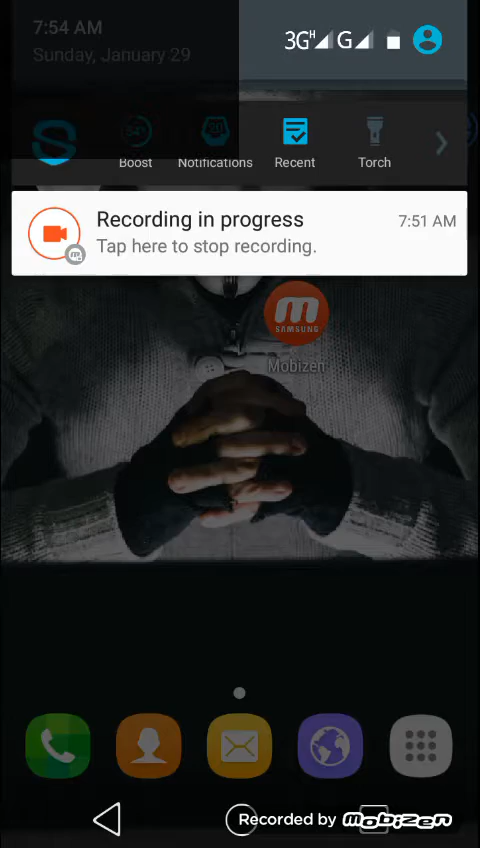 7:54 AM
Sunday, January 29
3G H G
Boost
Notifications
Recent
Torch
Recording in progress
7:51 AM
Tap here to stop recording.
m
SAMSUNG
Mobizen
Recorded by Mobizen